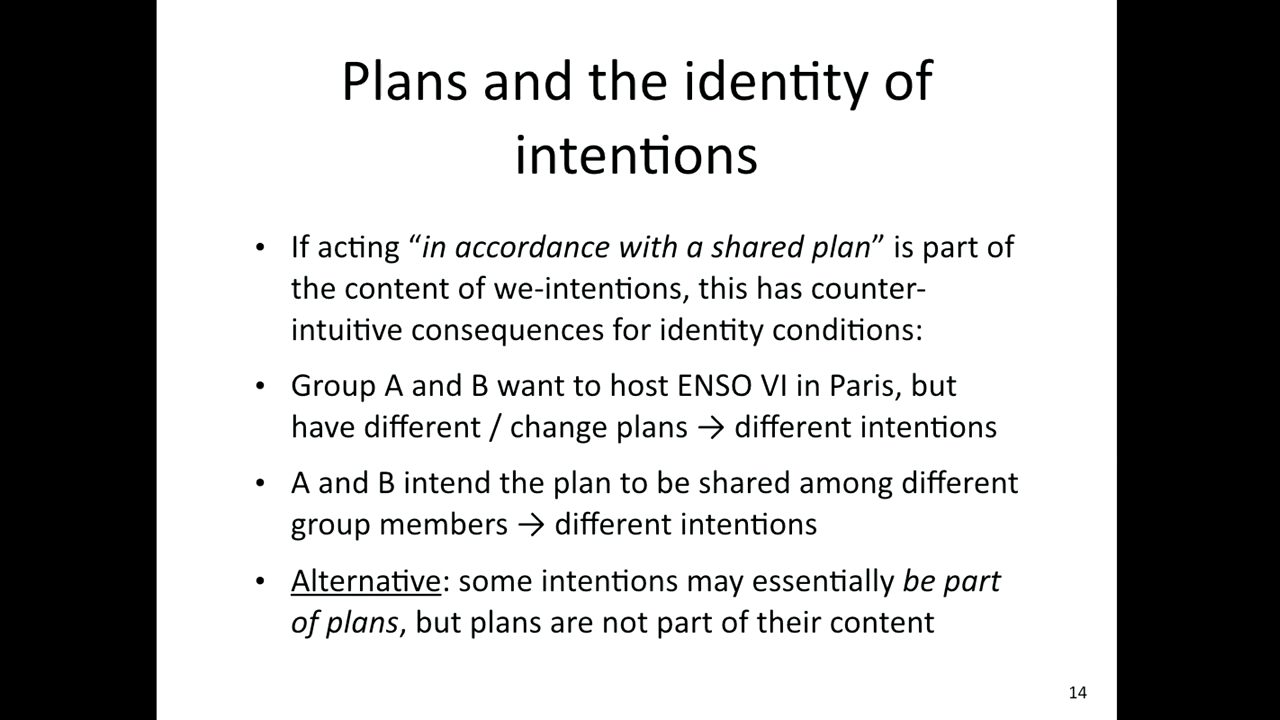 Plans and the identity of
intentions
• If acting “in accordance with a shared plan” is part of
the content of we-intentions, this has counter-
intuitive consequences for identity conditions:
• Group A and B want to host ENSO VI in Paris, but
have different / change plans → different intentions
• A and B intend the plan to be shared among different
group members → different intentions
• Alternative: some intentions may essentially be part
of plans, but plans are not part of their content
14